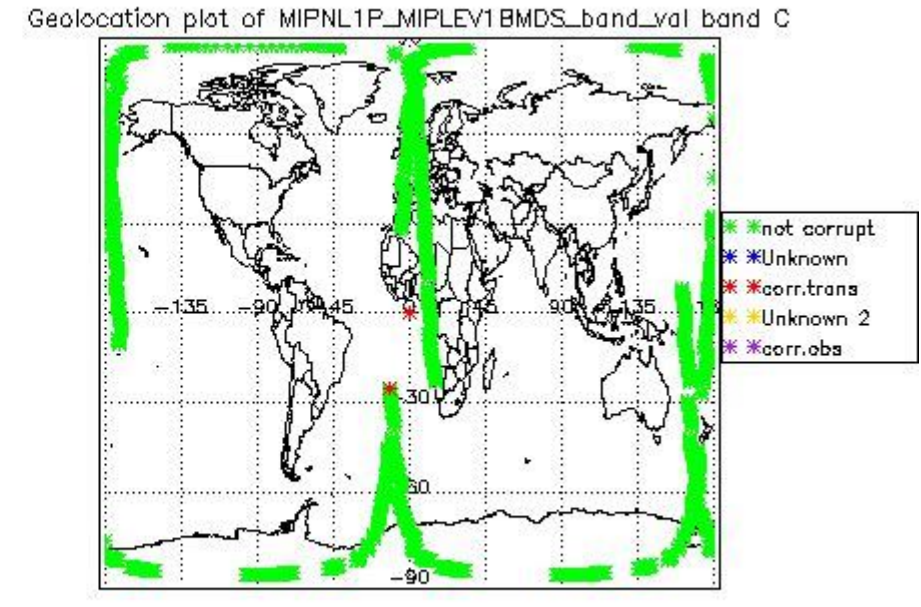 Geolocation plot of MIPNL1P_MIPLEV1BMDS_band_val band C
not corrupt
Unknown
corr.trans
Unknown 2
corr.obs
-135 -90 45 45 90 135
-30
-60
-90